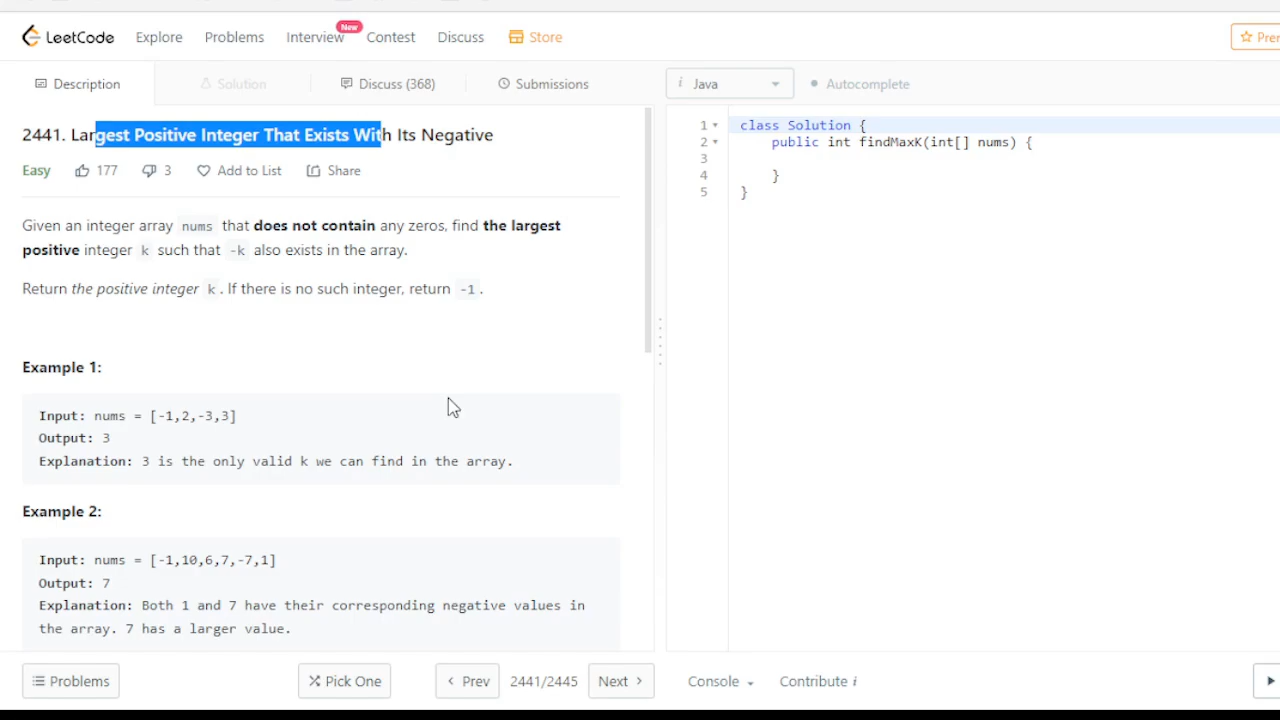 LeetCode Explore Problems Interview New Contest Discuss Store
Description Solution Discuss (368) Submissions i Java Autocomplete
2441. Largest Positive Integer That Exists With Its Negative
Easy 177 3 Add to List Share
Given an integer array nums that does not contain any zeros, find the largest
positive integer k such that -k also exists in the array.
Return the positive integer k. If there is no such integer, return -1.
Example 1:
Input: nums = [-1,2,-3,3]
Output: 3
Explanation: 3 is the only valid k we can find in the array.
Example 2:
Input: nums = [-1,10,6,7,-7,1]
Output: 7
Explanation: Both 1 and 7 have their corresponding negative values in
the array. 7 has a larger value.
1 class Solution {
2 public int findMaxK(int[] nums) {
3
4 }
5 }
Problems Pick One < Prev 2441/2445 Next > Console Contribute i